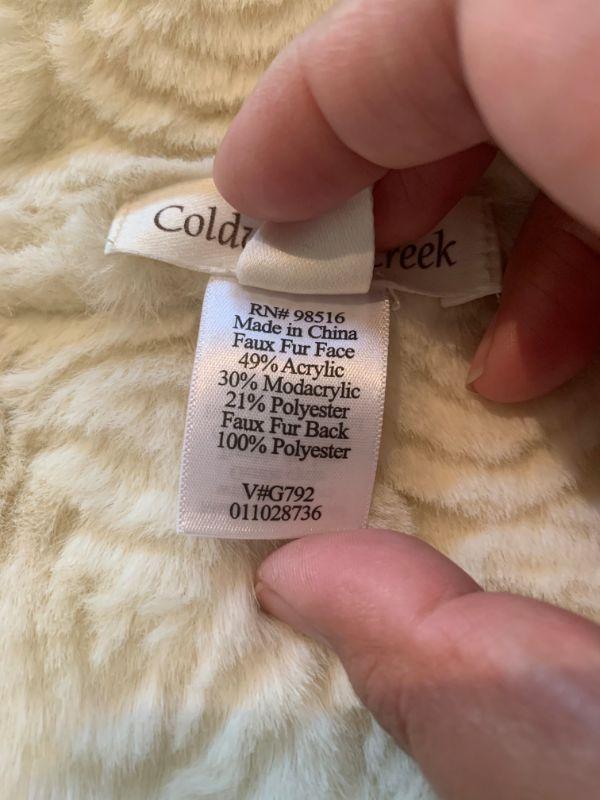 Cold creek
RN# 98516
Made in China
Faux Fur Face
49% Acrylic
30% Modacrylic
21% Polyester
Faux Fur Back
100% Polyester
V#G792
011028736